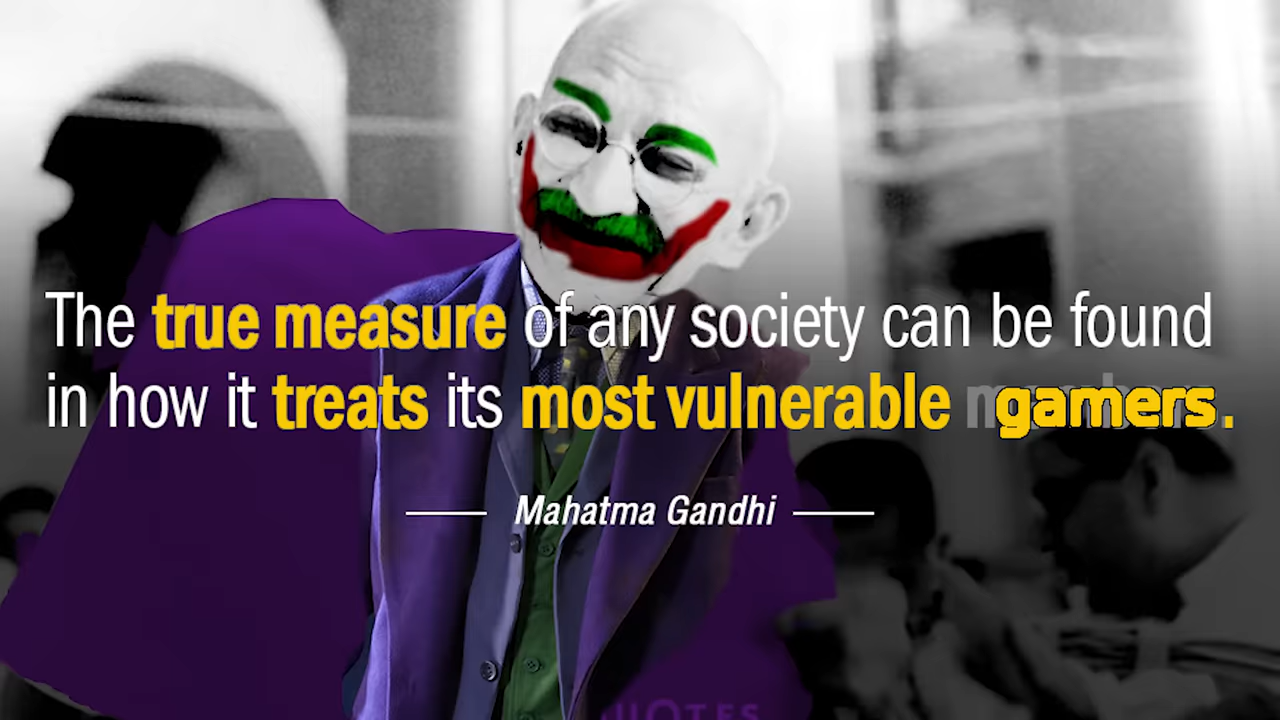 The true measure of any society can be found
in how it treats its most vulnerable gamers.
Mahatma Gandhi